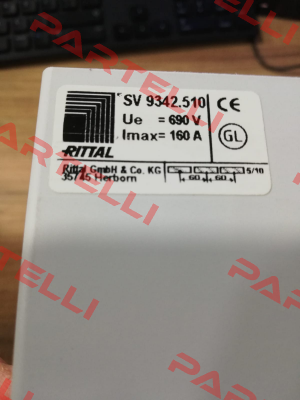 PARTELLI
SV 9342.510
CE
Ue = 690 V
Imax= 160 A
GL
RITTAL
Rittal GmbH & Co. KG
35745 Herborn
5/10
60 60
PARTELLI
PARTELLI